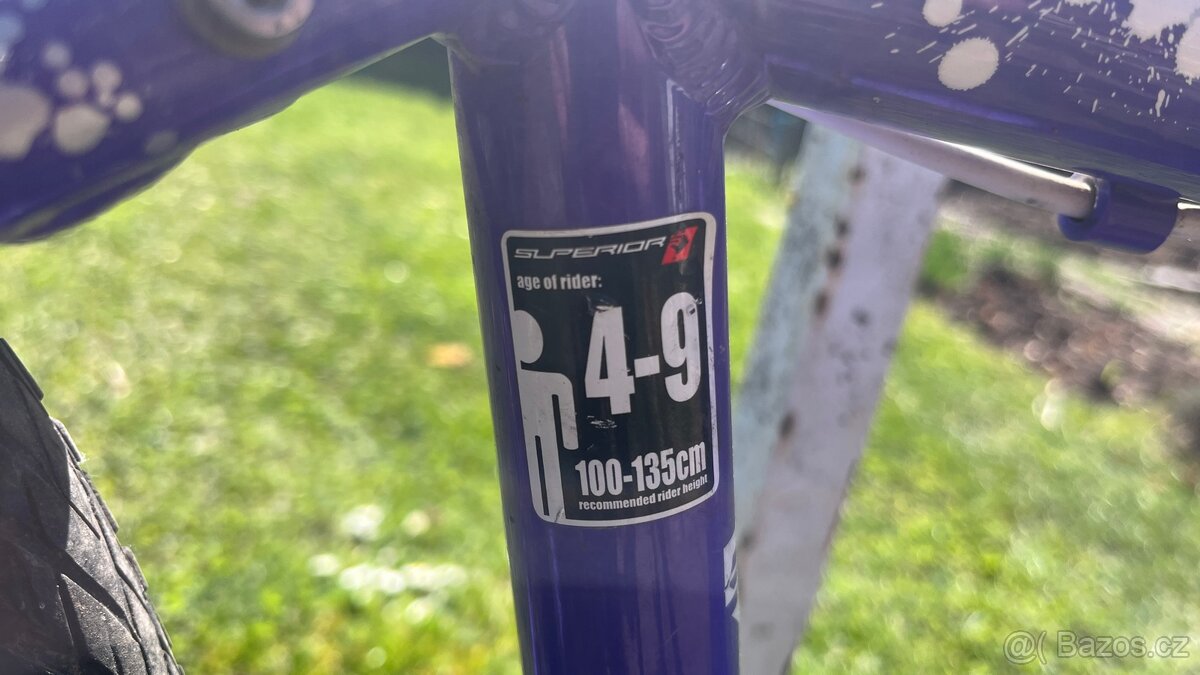 SUPERIOR
age of rider:
4-9
100-135cm
recommended rider height
@( Bazos.cz